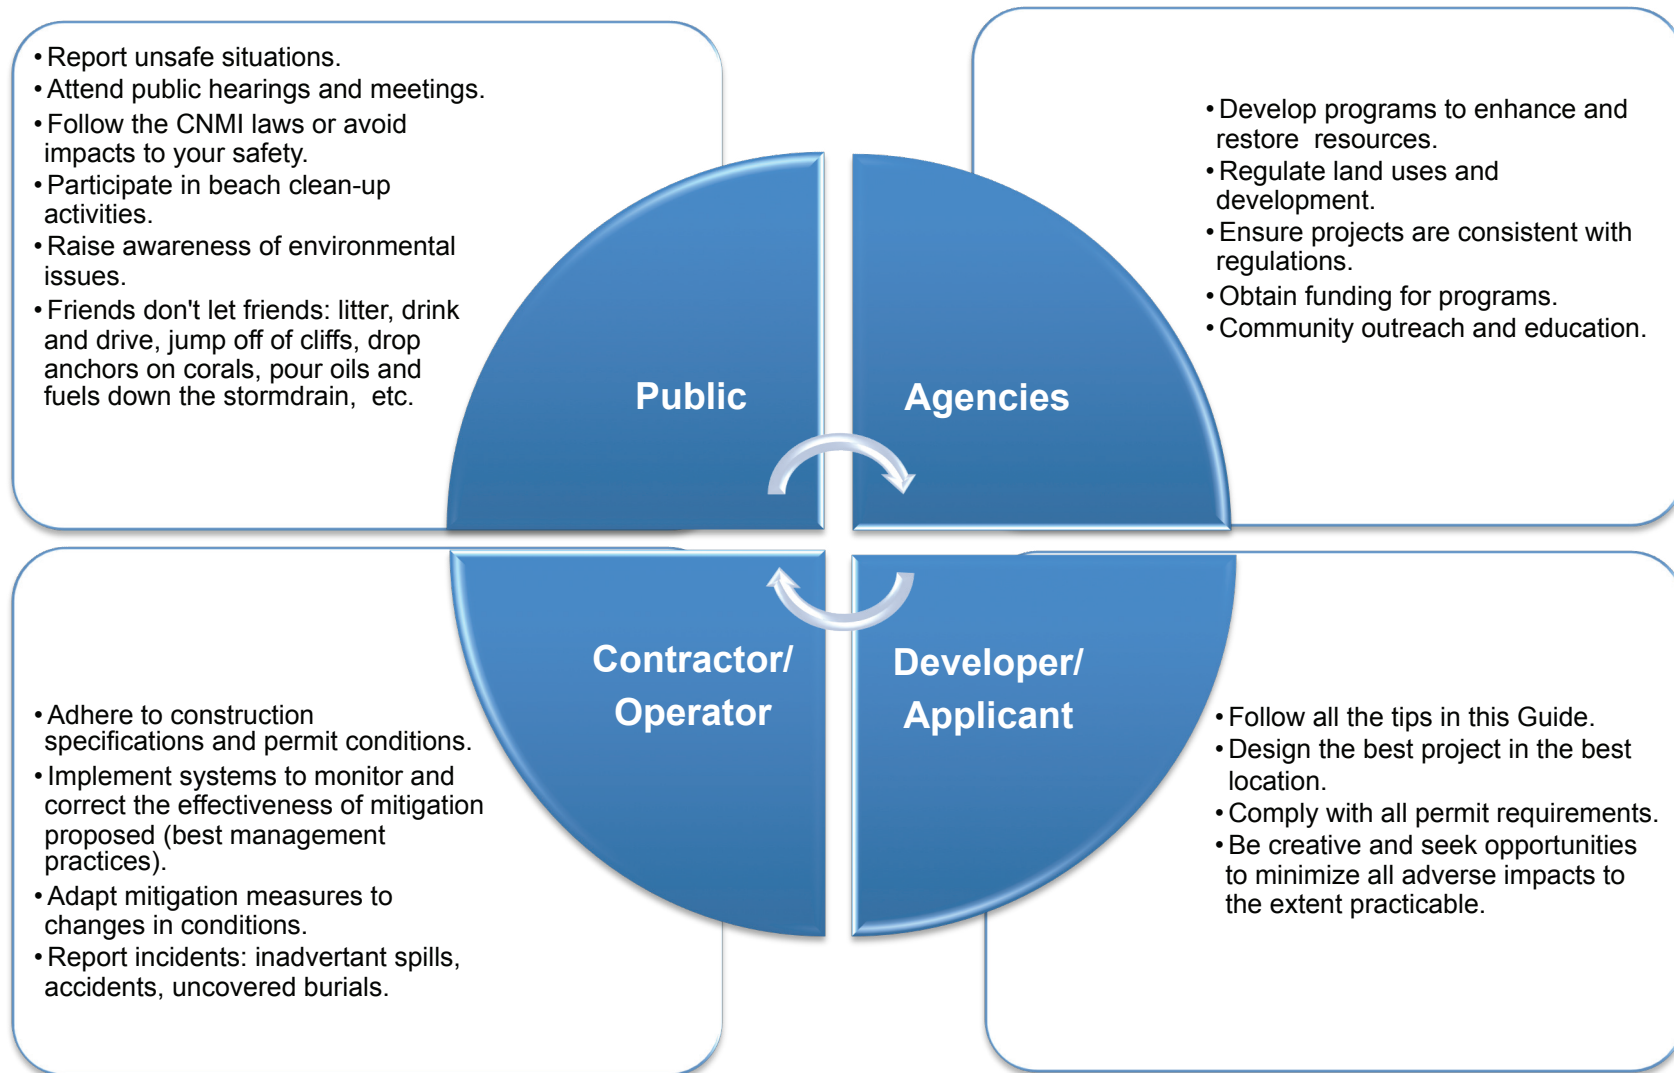 • Report unsafe situations.
• Attend public hearings and meetings.
• Follow the CNMI laws or avoid
impacts to your safety.
• Participate in beach clean-up
activities.
• Raise awareness of environmental
issues.
• Friends don't let friends: litter, drink
and drive, jump off of cliffs, drop
anchors on corals, pour oils and
fuels down the stormdrain, etc.
Public
• Develop programs to enhance and
restore resources.
• Regulate land uses and
development.
• Ensure projects are consistent with
regulations.
• Obtain funding for programs.
• Community outreach and education.
Agencies
• Adhere to construction
specifications and permit conditions.
• Implement systems to monitor and
correct the effectiveness of mitigation
proposed (best management
practices).
• Adapt mitigation measures to
changes in conditions.
• Report incidents: inadvertant spills,
accidents, uncovered burials.
Contractor/
Operator
Developer/
Applicant
• Follow all the tips in this Guide.
• Design the best project in the best
location.
• Comply with all permit requirements.
• Be creative and seek opportunities
to minimize all adverse impacts to
the extent practicable.